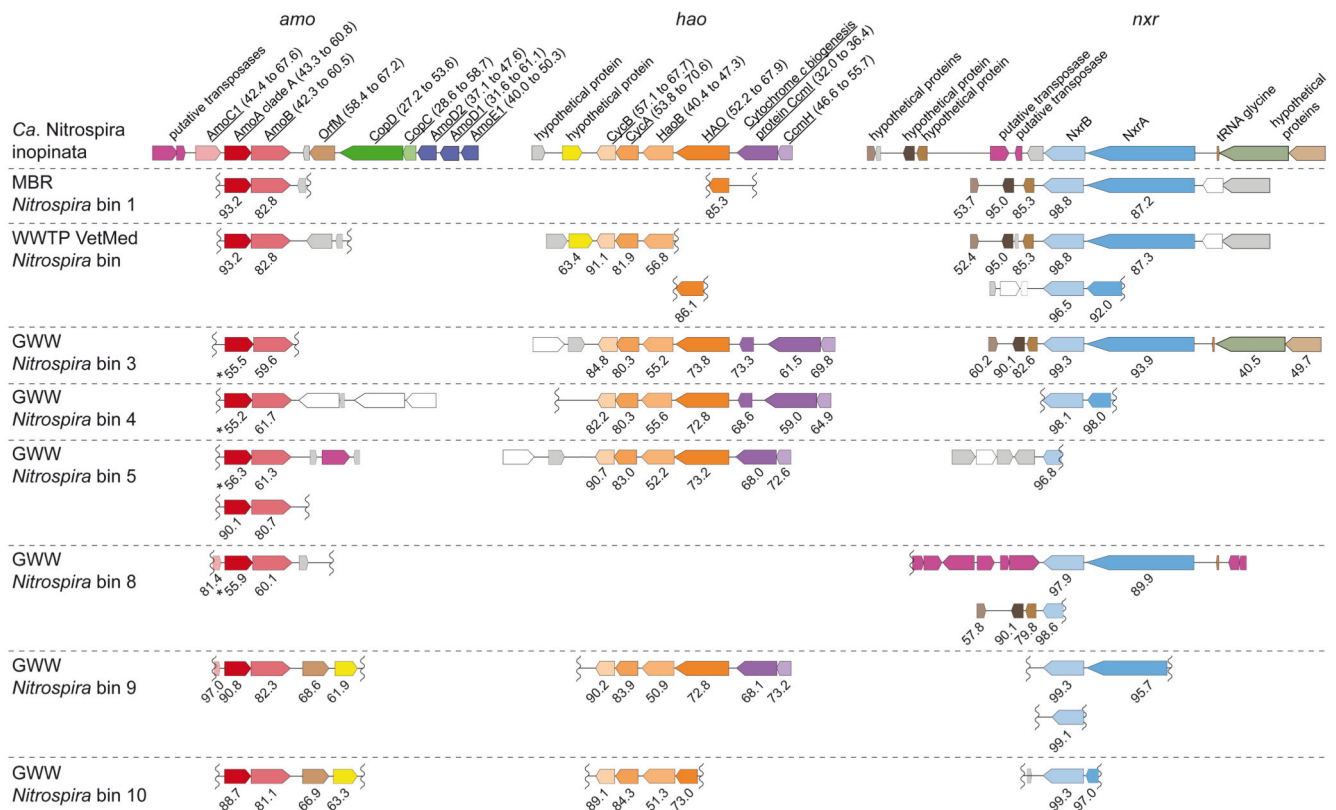 amo hao nxr
putative transposases
AmoC1 (42.4 to 67.6)
AmoA clade A (43.3 to 60.8)
AmoB (42.3 to 60.5)
OrfM (58.4 to 67.2)
CopD (27.2 to 53.6)
CopC (28.6 to 58.7)
AmoD2 (37.1 to 47.6)
AmoD1 (31.6 to 61.1)
AmoE1 (40.0 to 50.3)
hypothetical protein
hypothetical protein
CycB (57.1 to 67.7)
CycA (53.8 to 70.6)
HaoB (40.4 to 47.3)
HAO (52.2 to 67.9)
Cytochrome c biogenesis
protein CcmI (32.0 to 36.4)
CcmH (46.6 to 55.7)
hypothetical proteins
hypothetical protein
hypothetical protein
putative transposase
putative transposase
NxrB
NxrA
tRNA glycine
hypothetical
proteins
Ca. Nitrospira
inopinata
MBR
Nitrospira bin 1
93.2 82.8 85.3 53.7 95.0 85.3 98.8 87.2
WWTP VetMed
Nitrospira bin
93.2 82.8 63.4 91.1 81.9 56.8 52.4 95.0 85.3 98.8 87.3
86.1 96.5 92.0
GWW
Nitrospira bin 3
*55.5 59.6 84.8 80.3 55.2 73.8 73.3 61.5 69.8 60.2 90.1 82.6 99.3 93.9 40.5 49.7
GWW
Nitrospira bin 4
*55.2 61.7 82.2 80.3 55.6 72.8 68.6 59.0 64.9 98.1 98.0
GWW
Nitrospira bin 5
*56.3 61.3 90.7 83.0 52.2 73.2 68.0 72.6 96.8
90.1 80.7
GWW
Nitrospira bin 8
81.4 *55.9 60.1 97.9 89.9
57.8 90.1 79.8 98.6
GWW
Nitrospira bin 9
97.0 90.8 82.3 68.6 61.9 90.2 83.9 50.9 72.8 68.1 73.2 99.3 95.7
99.1
GWW
Nitrospira bin 10
88.7 81.1 66.9 63.3 89.1 84.3 51.3 73.0 99.3 97.0